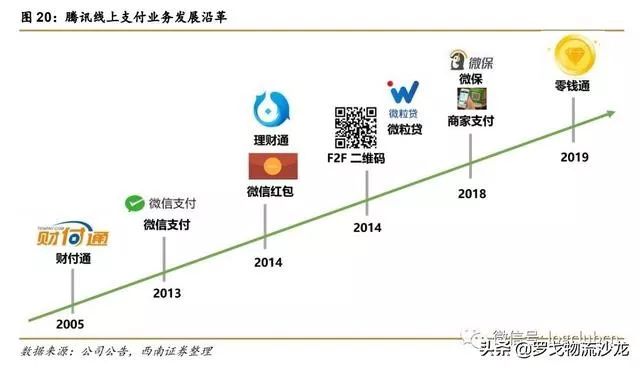 图 20：腾讯线上支付业务发展沿革
TENPAY.COM
财付通
财付通
2005
微信支付
微信支付
2013
理财通
微信红包
2014
F2F 二维码
2014
微粒贷
微粒贷
微保
微保
商家支付
2018
零钱通
2019
数据来源：公司公告，西南证券整理
微信号: logclubcn
头条@罗戈物流沙龙